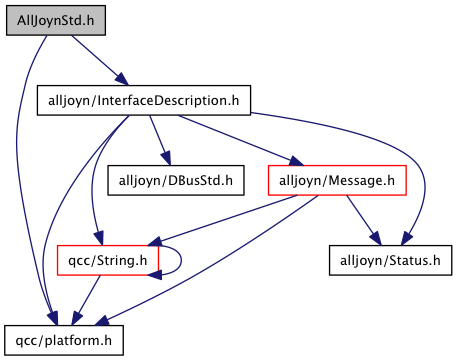 AllJoynStd.h
alljoyn/InterfaceDescription.h
alljoyn/DBusStd.h
alljoyn/Message.h
qcc/String.h
alljoyn/Status.h
qcc/platform.h